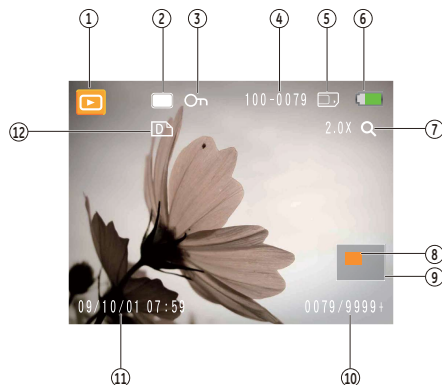 ① ② ③ ④ ⑤ ⑥
100-0079
⑫ D 2.0X ⑦
⑧
⑨
09/10/01 07:59 0079/9999+
⑪ ⑩